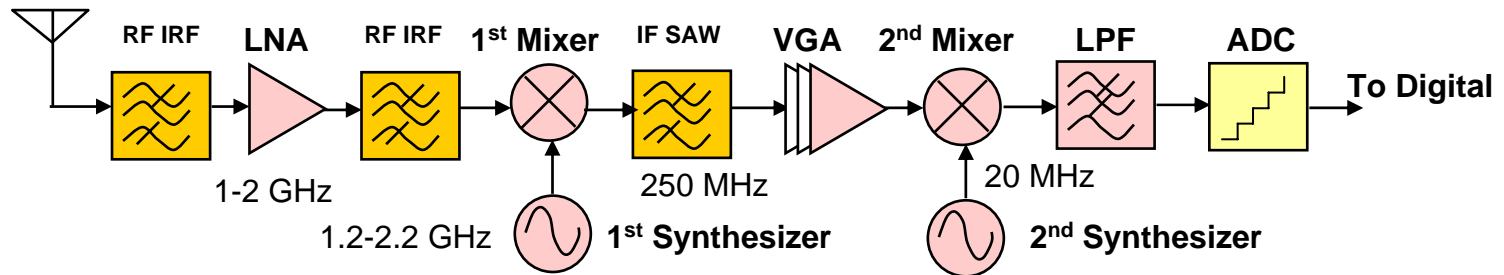 RF IRF
LNA
RF IRF
1st Mixer
IF SAW
VGA
2nd Mixer
LPF
ADC
To Digital
1-2 GHz
250 MHz
20 MHz
1.2-2.2 GHz
1st Synthesizer
2nd Synthesizer